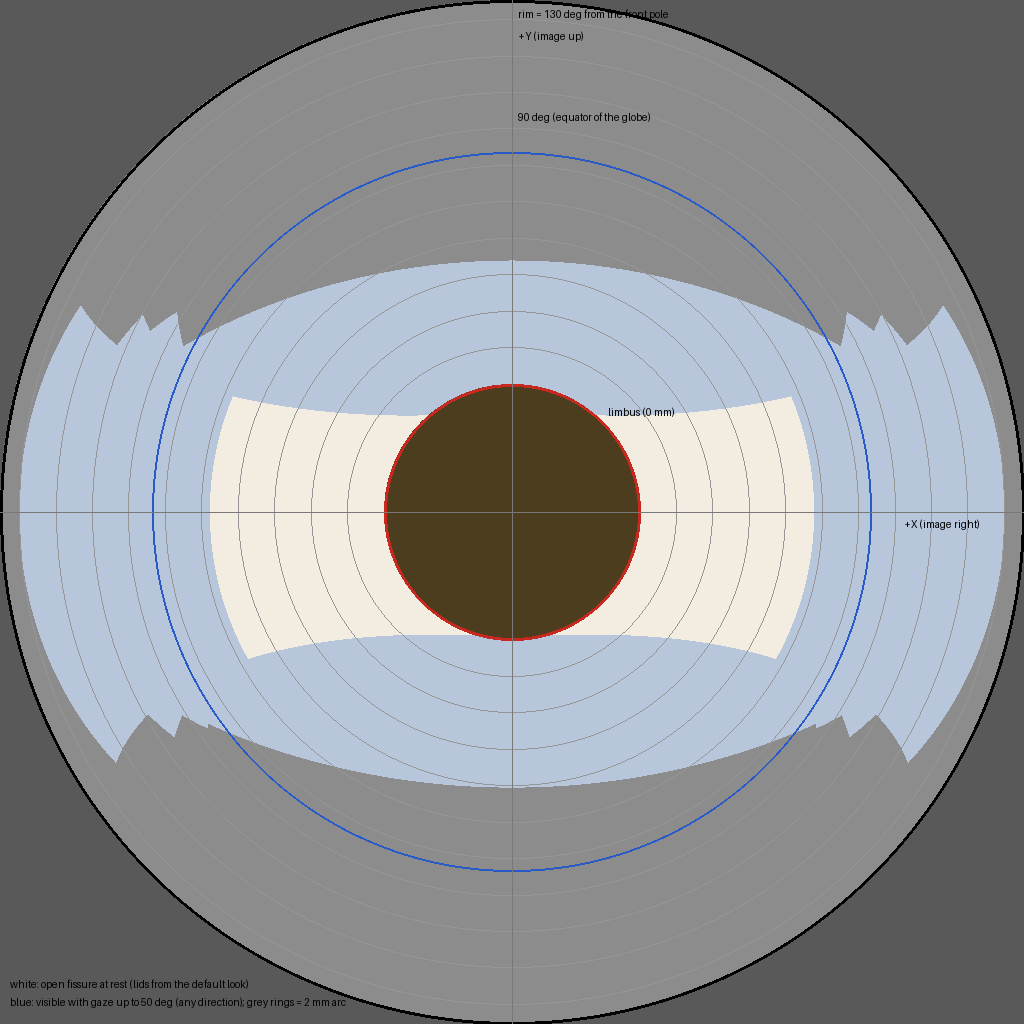 rim = 130 deg from the front pole
+Y (image up)
90 deg (equator of the globe)
limbus (0 mm)
+X (image right)
white: open fissure at rest (lids from the default look)
blue: visible with gaze up to 50 deg (any direction); grey rings = 2 mm arc